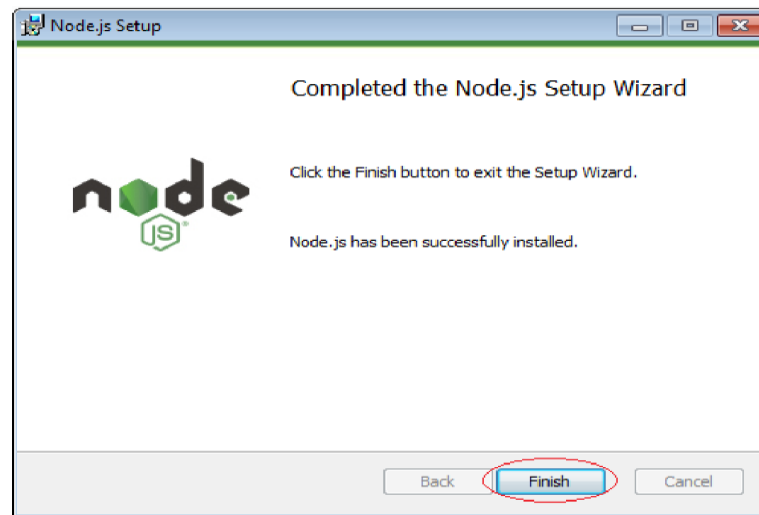 Node.js Setup
Completed the Node.js Setup Wizard
Click the Finish button to exit the Setup Wizard.
node
JS
Node.js has been successfully installed.
Back Finish Cancel